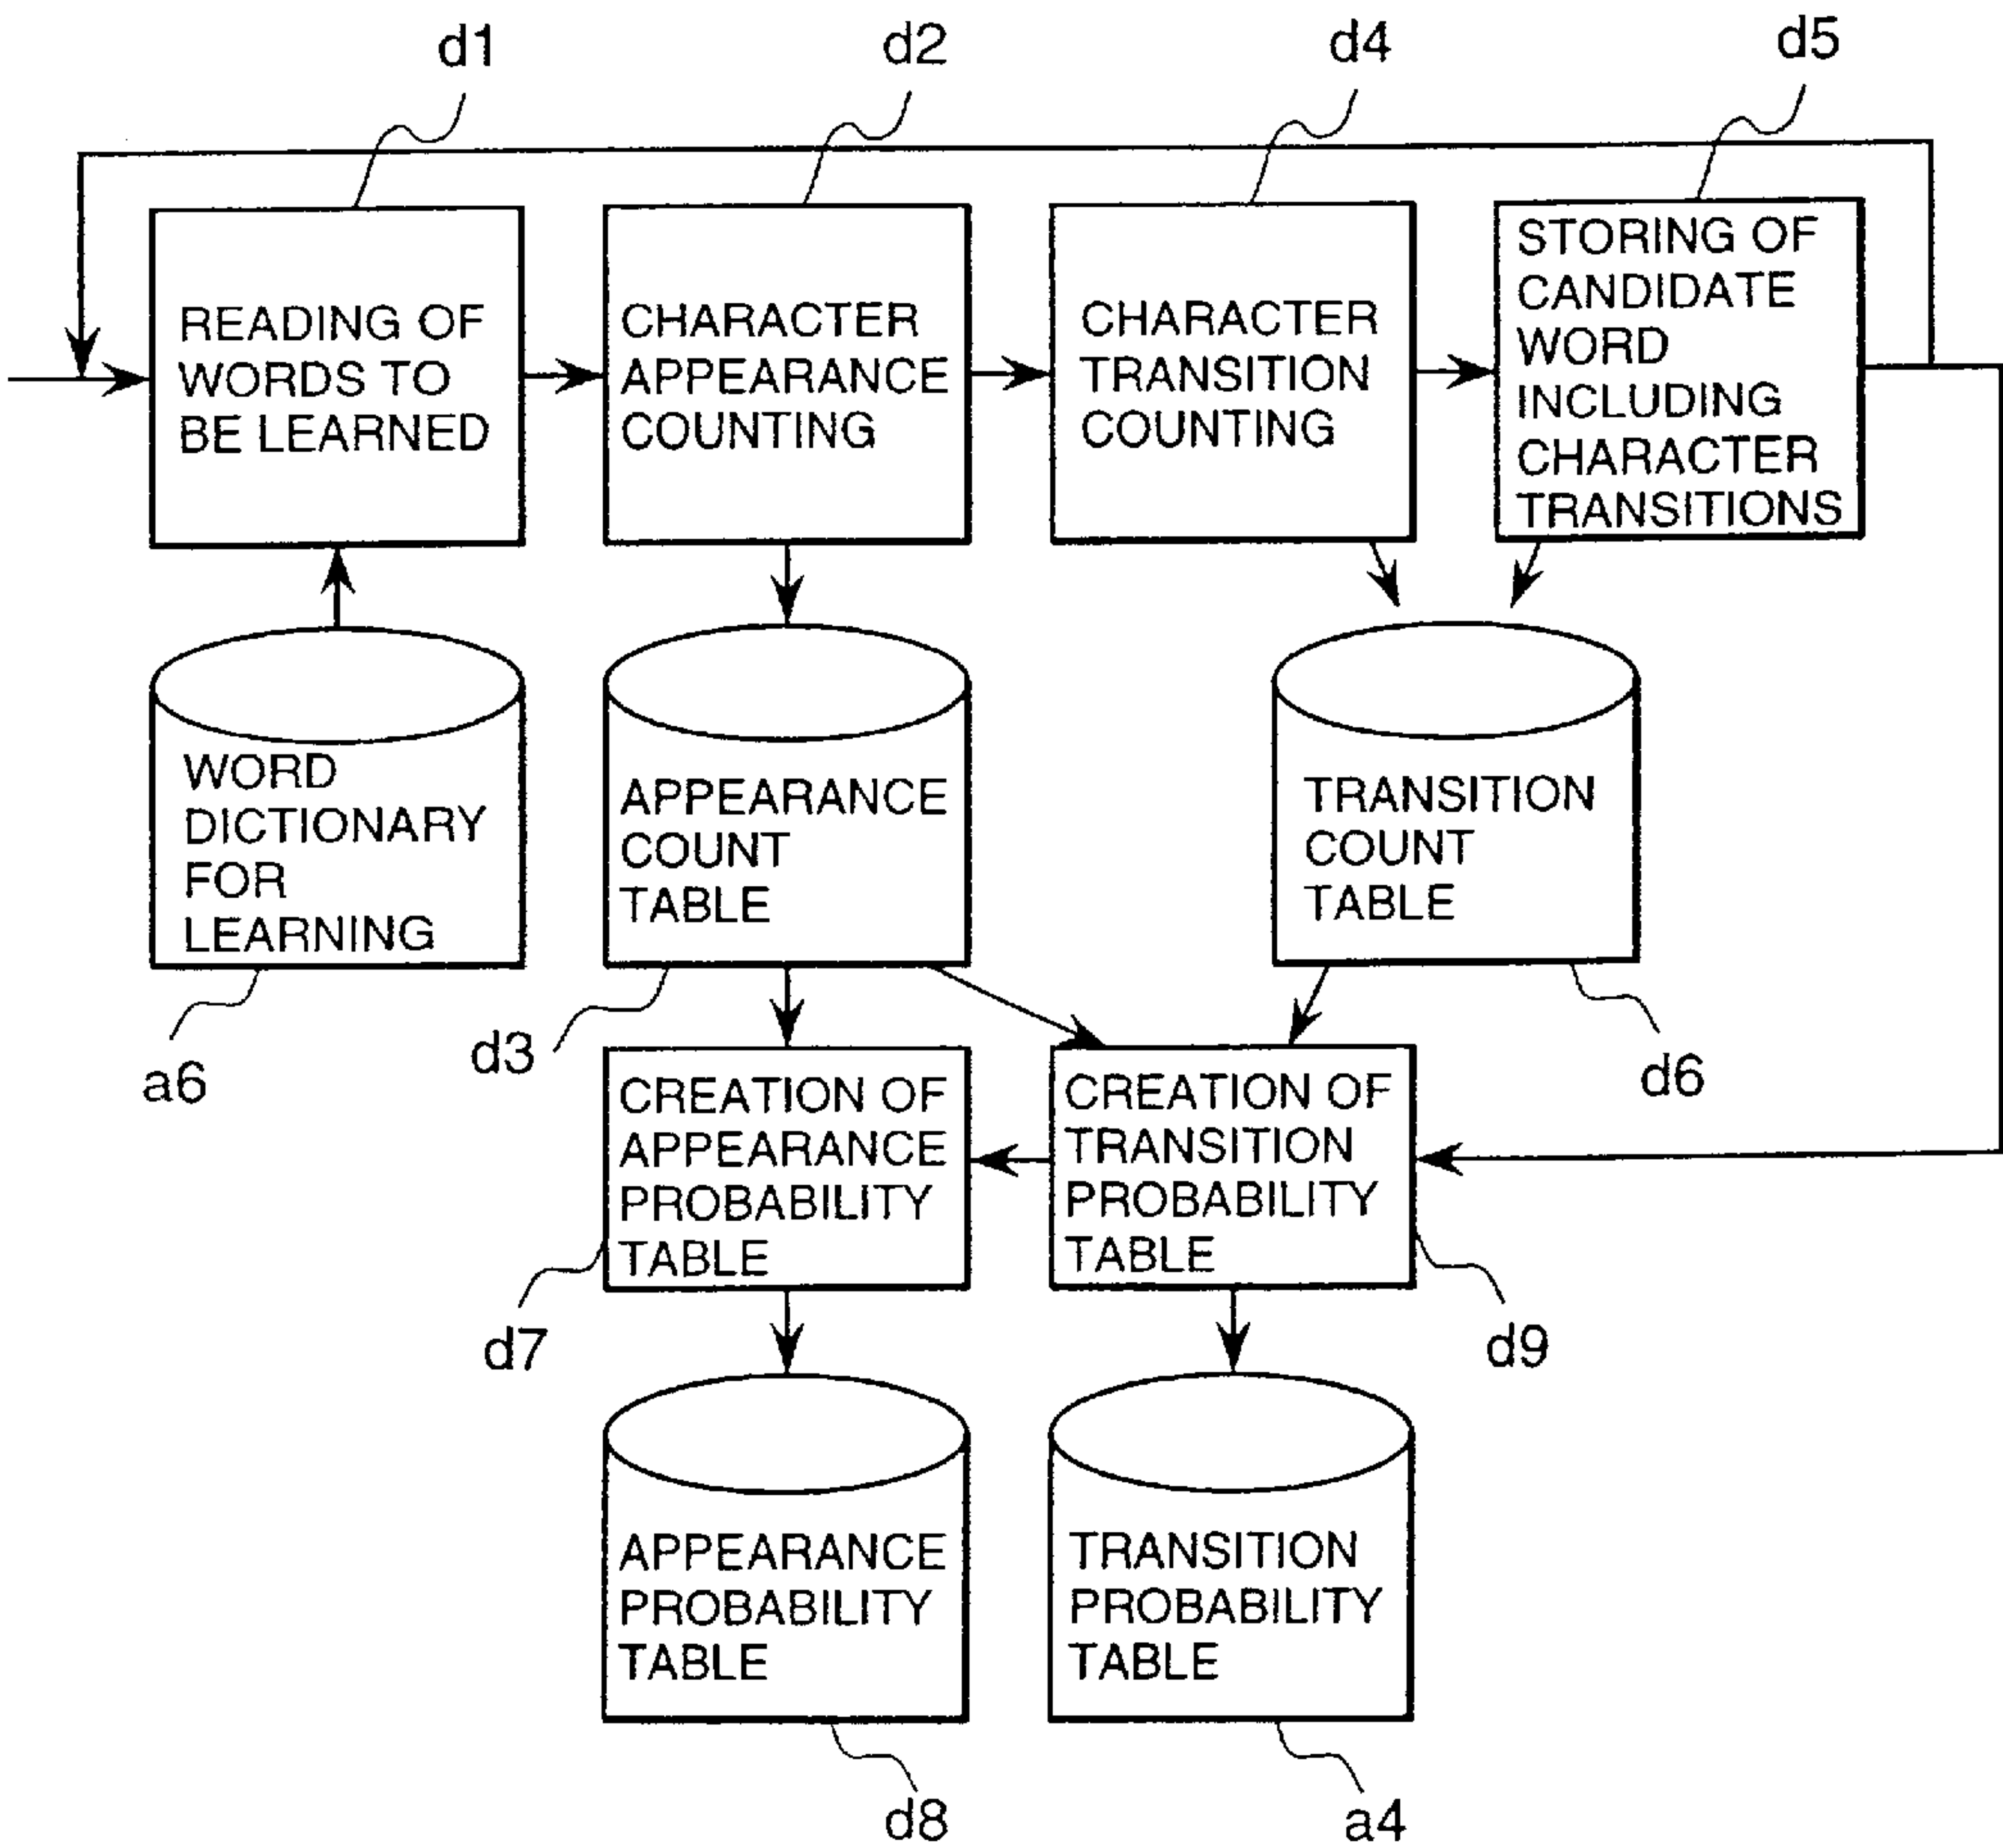 d1
d2
d4
d5
READING OF
WORDS TO
BE LEARNED
CHARACTER
APPEARANCE
COUNTING
CHARACTER
TRANSITION
COUNTING
STORING OF
CANDIDATE
WORD
INCLUDING
CHARACTER
TRANSITIONS
WORD
DICTIONARY
FOR
LEARNING
APPEARANCE
COUNT
TABLE
TRANSITION
COUNT
TABLE
a6
d3
d6
CREATION OF
APPEARANCE
PROBABILITY
TABLE
CREATION OF
TRANSITION
PROBABILITY
TABLE
d7
d9
APPEARANCE
PROBABILITY
TABLE
TRANSITION
PROBABILITY
TABLE
d8
a4